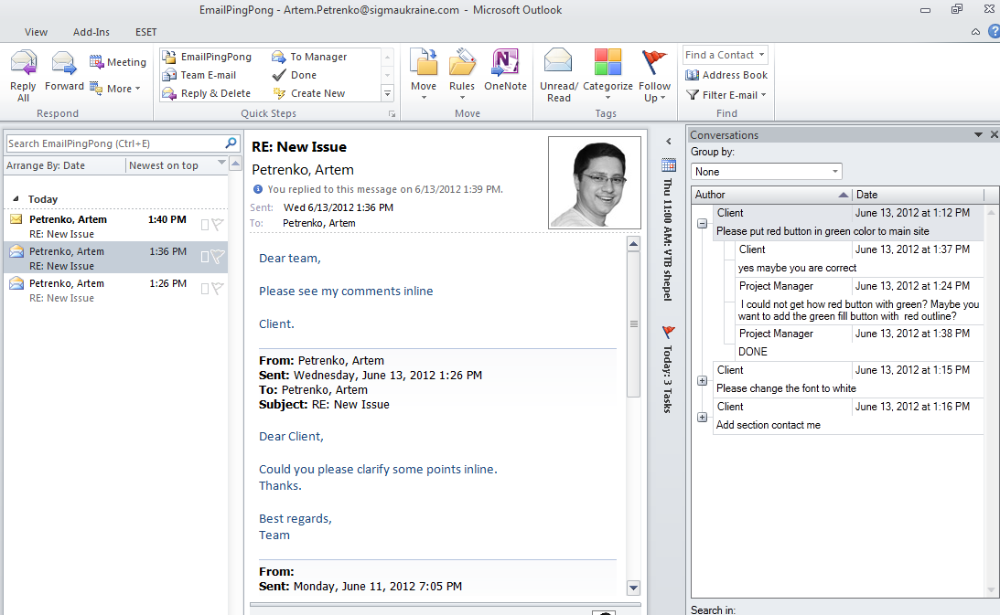 EmailPingPong - Artem.Petrenko@sigmaukraine.com - Microsoft Outlook
View Add-Ins ESET
Reply All
Forward
Meeting
More
Respond
EmailPingPong
To Manager
Team E-mail
Done
Reply & Delete
Create New
Quick Steps
Move
Rules
OneNote
Move
Unread/ Read
Categorize
Follow Up
Tags
Find a Contact
Address Book
Filter E-mail
Find
Search EmailPingPong (Ctrl+E)
Arrange By: Date
Newest on top
Today
Petrenko, Artem 1:40 PM
RE: New Issue
Petrenko, Artem 1:36 PM
RE: New Issue
Petrenko, Artem 1:26 PM
RE: New Issue
RE: New Issue
Petrenko, Artem
You replied to this message on 6/13/2012 1:39 PM.
Sent: Wed 6/13/2012 1:36 PM
To: Petrenko, Artem
Dear team,
Please see my comments inline
Client.
From: Petrenko, Artem
Sent: Wednesday, June 13, 2012 1:26 PM
To: Petrenko, Artem
Subject: RE: New Issue
Dear Client,
Could you please clarify some points inline.
Thanks.
Best regards,
Team
From:
Sent: Monday, June 11, 2012 7:05 PM
Thu 11:00 AM: VTB shepel
Today: 3 Tasks
Conversations
Group by:
None
Author Date
Client June 13, 2012 at 1:12 PM
Please put red button in green color to main site
Client June 13, 2012 at 1:37 PM
yes maybe you are correct
Project Manager June 13, 2012 at 1:24 PM
I could not get how red button with green? Maybe you
want to add the green fill button with red outline?
Project Manager June 13, 2012 at 1:38 PM
DONE
Client June 13, 2012 at 1:15 PM
Please change the font to white
Client June 13, 2012 at 1:16 PM
Add section contact me
Search in: